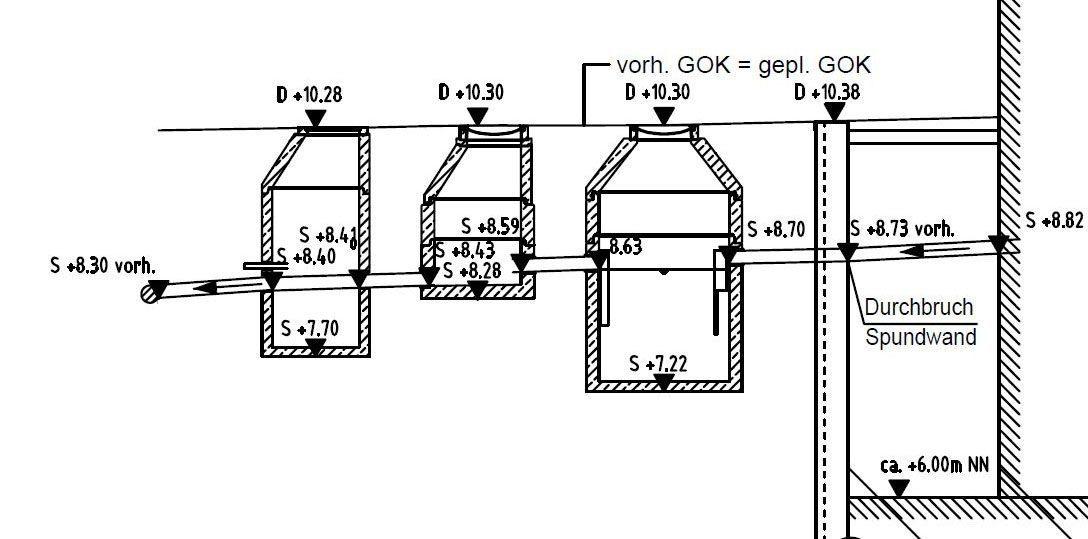 vorh. GOK = gepl. GOK
D +10.28
D +10.30
D +10.30
D +10.38
S +8.82
S +8.59
S +8.70
S +8.73 vorh.
S +8.41
S +8.40
S +8.43
8.63
S +8.30 vorh.
S +8.28
Durchbruch
Spundwand
S +7.70
S +7.22
ca. +6.00m NN